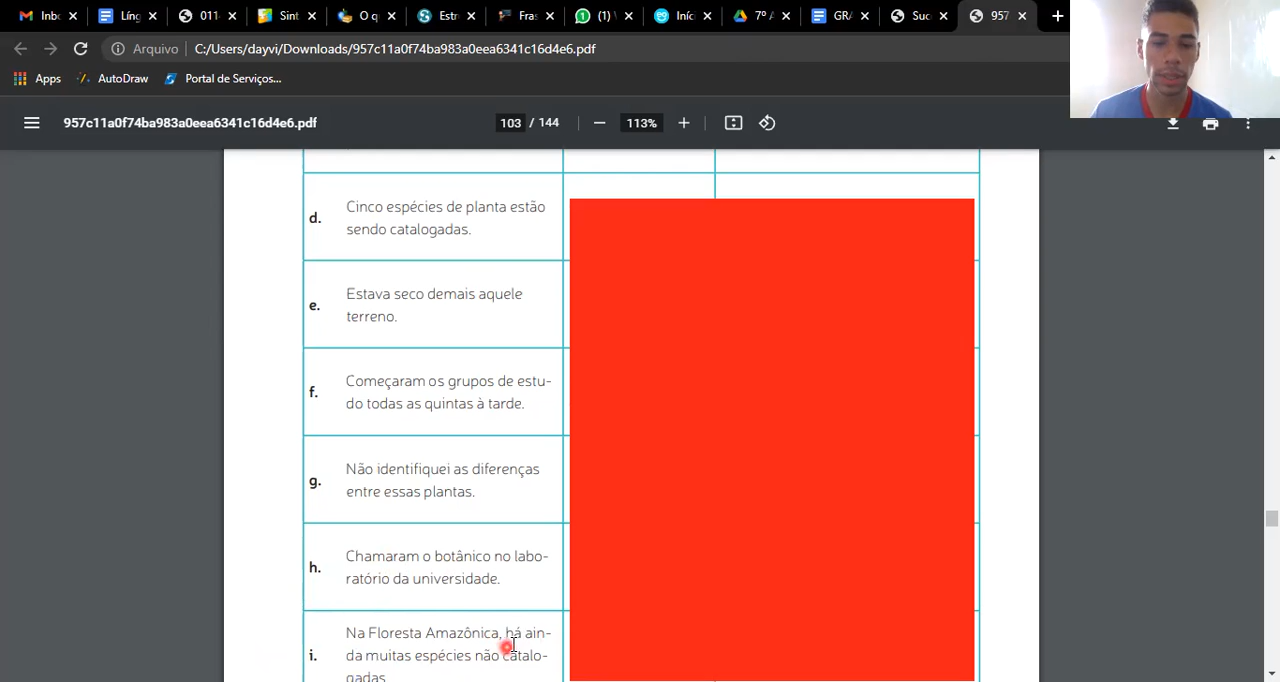 Inbo
Líng
011
Sint
O q
Estr
Fras
(1)
Iníc
7º A
GRA
Suc
957
Arquivo
C:/Users/dayvi/Downloads/957c11a0f74ba983a0eea6341c16d4e6.pdf
Apps
AutoDraw
Portal de Serviços...
957c11a0f74ba983a0eea6341c16d4e6.pdf
103 / 144
113%
d. Cinco espécies de planta estão
sendo catalogadas.
e. Estava seco demais aquele
terreno.
f. Começaram os grupos de estu-
do todas as quintas à tarde.
g. Não identifiquei as diferenças
entre essas plantas.
h. Chamaram o botânico no labo-
ratório da universidade.
i. Na Floresta Amazônica, há ain-
da muitas espécies não catalo-
gadas.